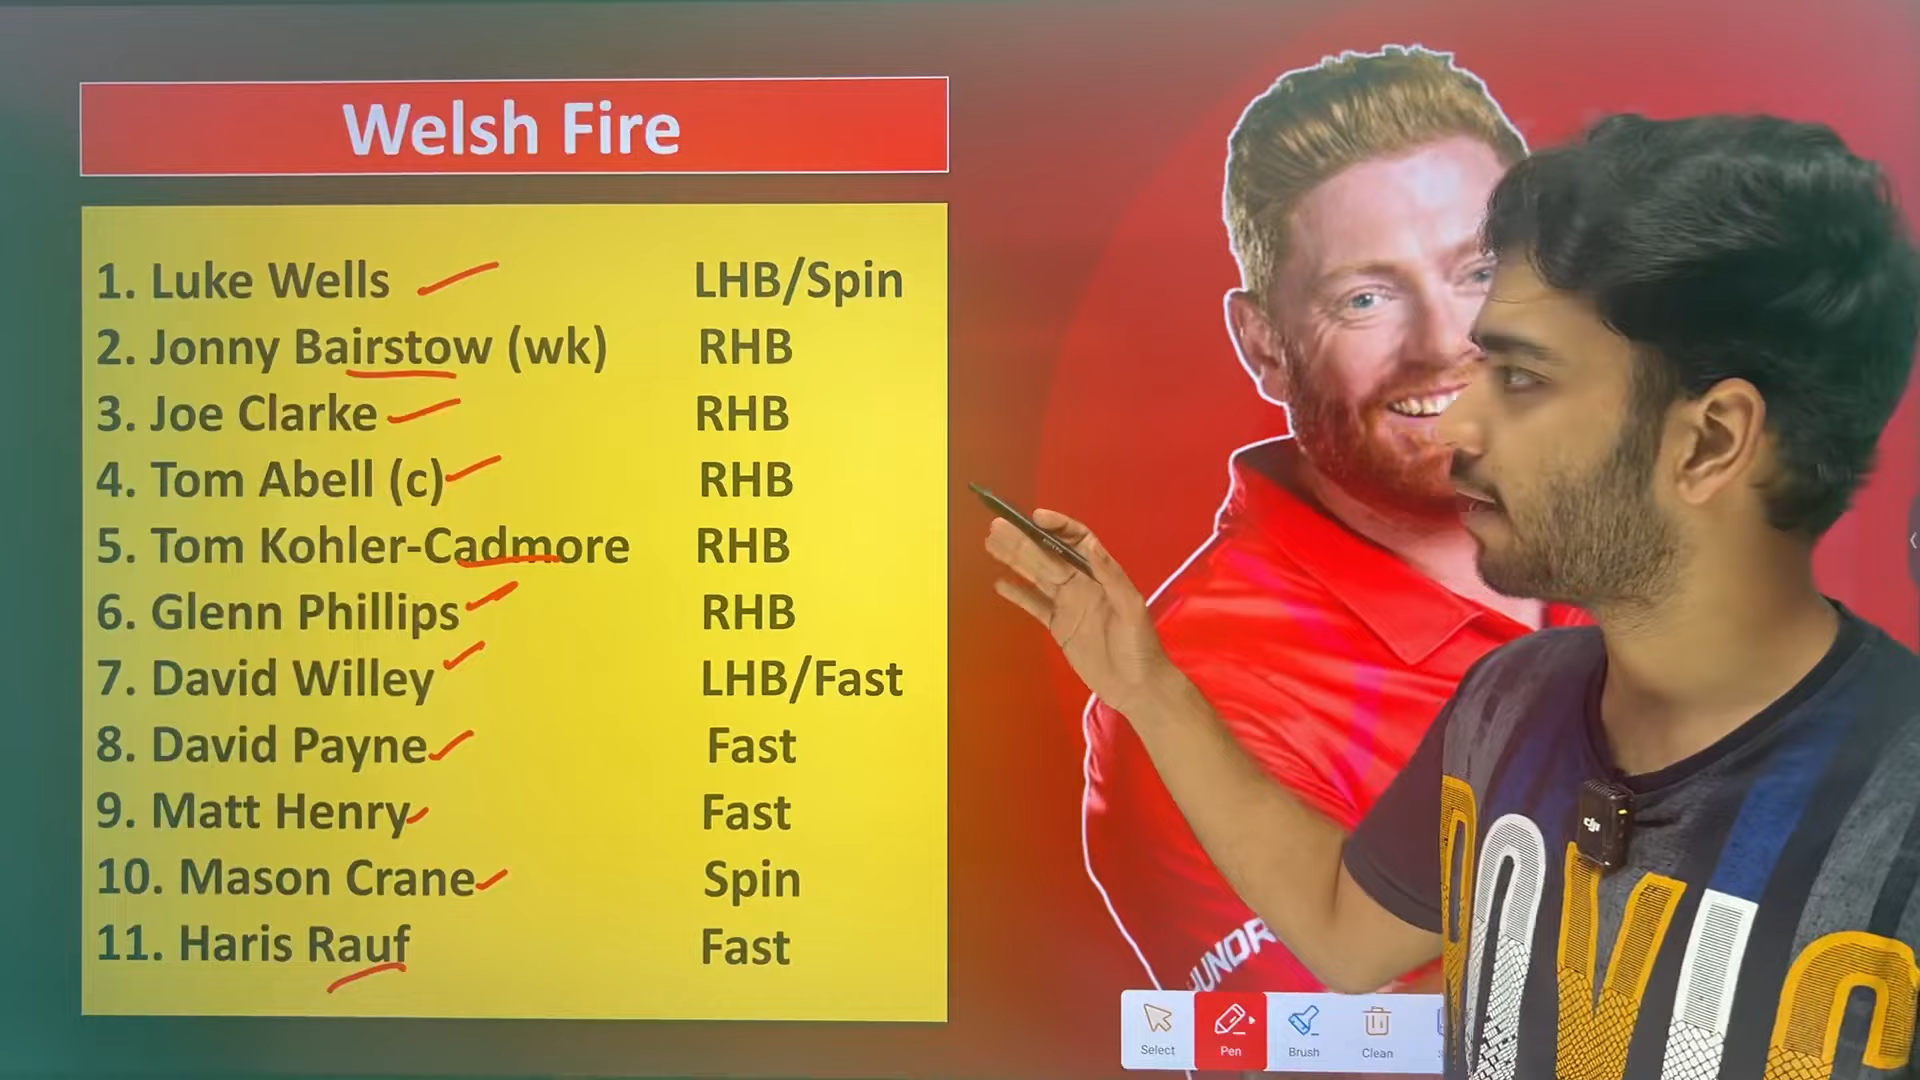 Welsh Fire
1. Luke Wells LHB/Spin
2. Jonny Bairstow (wk) RHB
3. Joe Clarke RHB
4. Tom Abell (c) RHB
5. Tom Kohler-Cadmore RHB
6. Glenn Phillips RHB
7. David Willey LHB/Fast
8. David Payne Fast
9. Matt Henry Fast
10. Mason Crane Spin
11. Haris Rauf Fast
HUNDR
dji
Select
Pen
Brush
Clean